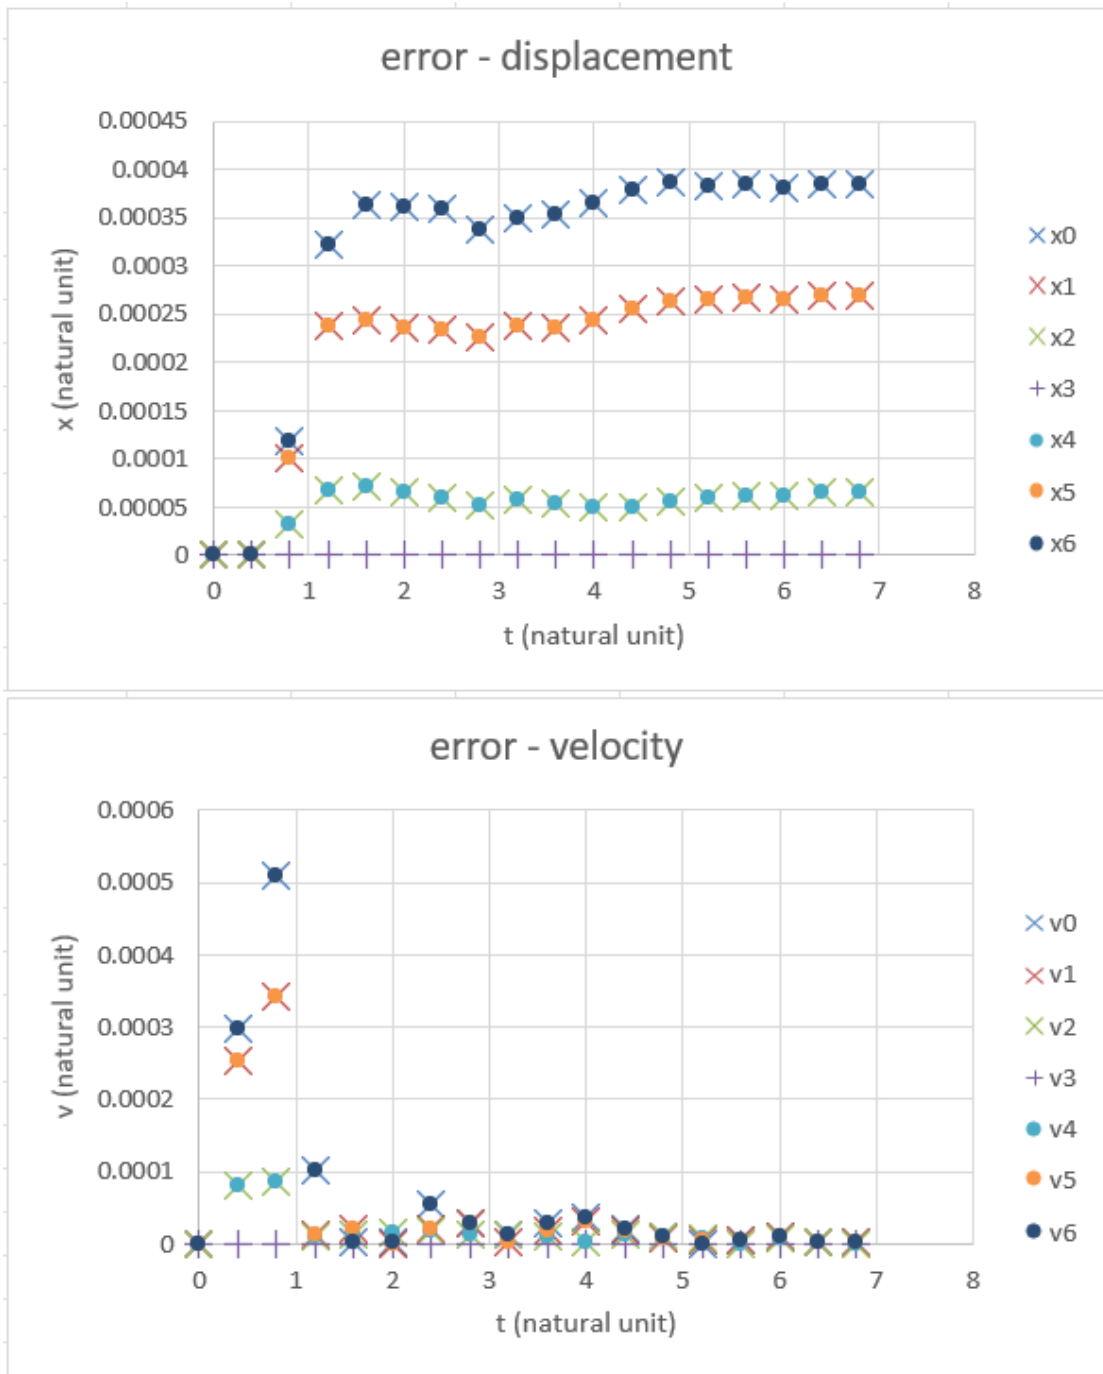 error - displacement
0.00045
0.0004
0.00035
0.0003
0.00025
0.0002
0.00015
0.0001
0.00005
0
0 1 2 3 4 5 6 7 8
x (natural unit)
t (natural unit)
x0
x1
x2
x3
x4
x5
x6
error - velocity
0.0006
0.0005
0.0004
0.0003
0.0002
0.0001
0
0 1 2 3 4 5 6 7 8
v (natural unit)
t (natural unit)
v0
v1
v2
v3
v4
v5
v6